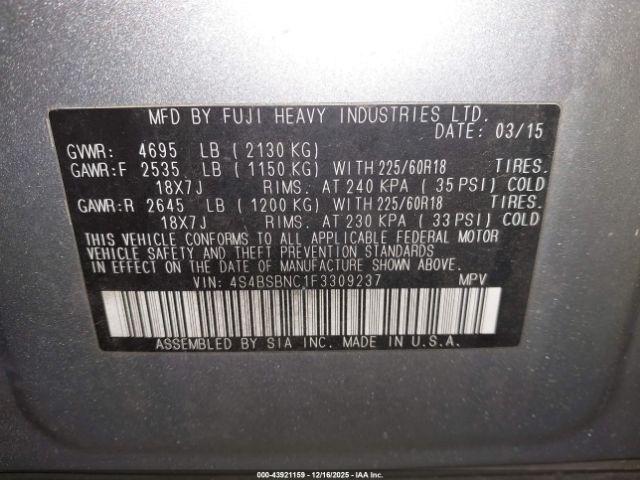 MFD BY FUJI HEAVY INDUSTRIES LTD.
DATE: 03/15
GVWR: 4695 LB ( 2130 KG)
GAWR:F 2535 LB ( 1150 KG) WITH 225/60R18 TIRES.
18X7J RIMS. AT 240 KPA ( 35 PSI) COLD
GAWR:R 2645 LB ( 1200 KG) WITH 225/60R18 TIRES.
18X7J RIMS. AT 230 KPA ( 33 PSI) COLD
THIS VEHICLE CONFORMS TO ALL APPLICABLE FEDERAL MOTOR
VEHICLE SAFETY AND THEFT PREVENTION STANDARDS
IN EFFECT ON THE DATE OF MANUFACTURE SHOWN ABOVE.
VIN: 4S4BSBNC1F3309237 MPV
ASSEMBLED BY SIA INC. MADE IN U.S.A.
000-43921159 - 12/16/2025 - IAA Inc.